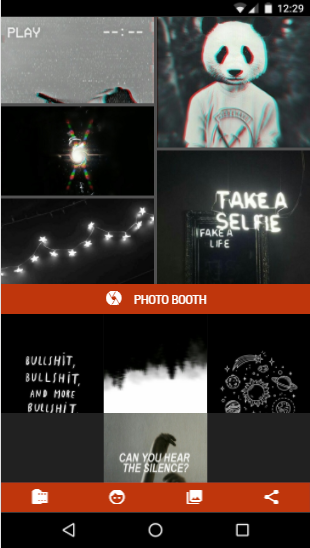 12:29
PLAY --:--
TAKE A
SELFIE
FAKE A
LIFE
PHOTO BOOTH
BULLSHIT,
BULLSHIT,
AND MORE
BULLSHIT
CAN YOU HEAR
THE SILENCE?